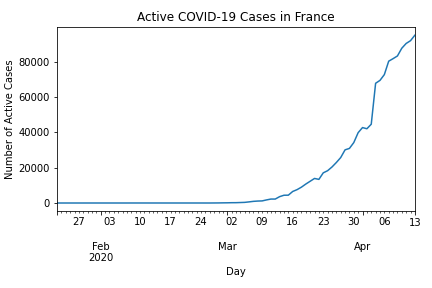 Active COVID-19 Cases in France
Number of Active Cases
80000
60000
40000
20000
0
27 03 10 17 24 02 09 16 23 30 06 13
Feb Mar Apr
2020
Day